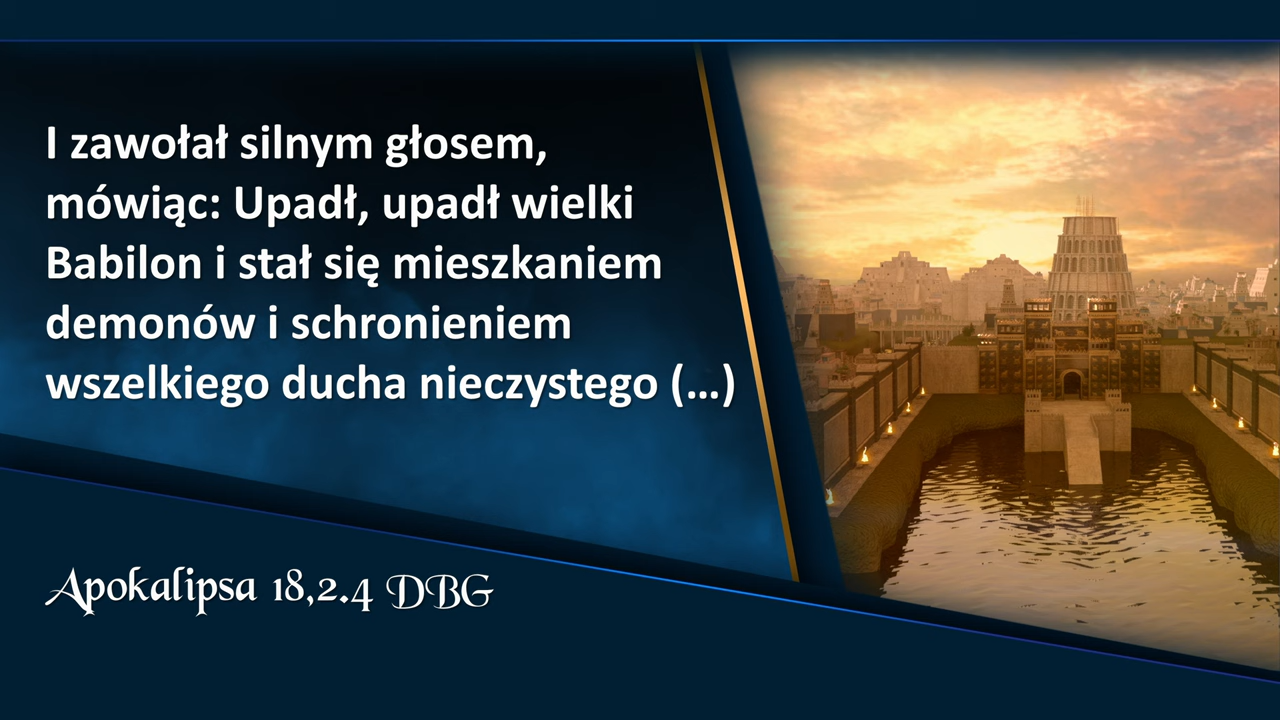 I zawołał silnym głosem,
mówiąc: Upadł, upadł wielki
Babilon i stał się mieszkaniem
demonów i schronieniem
wszelkiego ducha nieczystego (...)
Apokalipsa 18,2.4 DBG